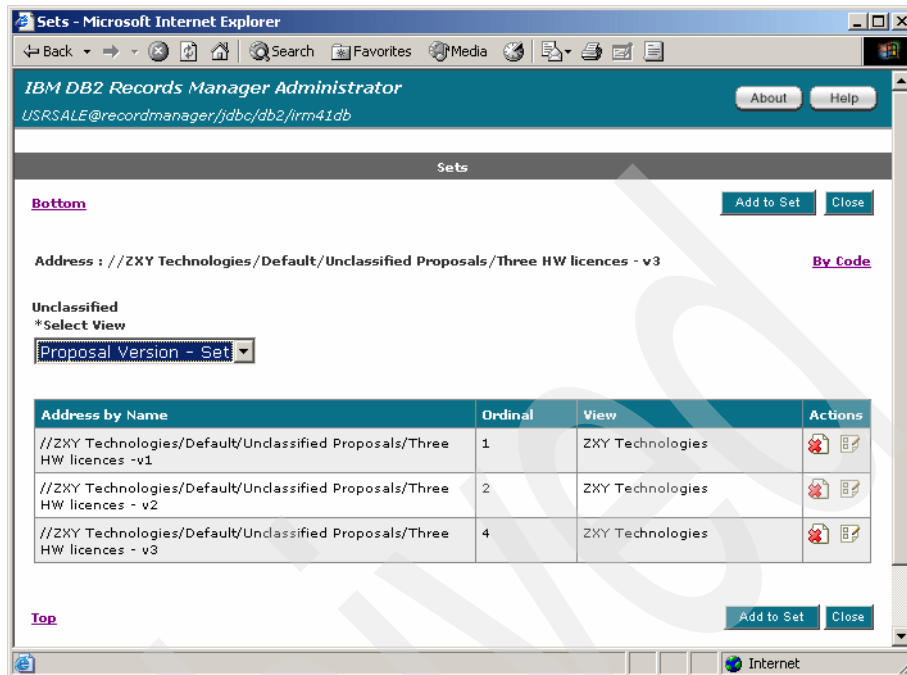 Sets - Microsoft Internet Explorer
Back Search Favorites Media
IBM DB2 Records Manager Administrator
About Help
USRSALE@recordmanager/jdbc/db2/irm41db
Sets
Bottom Add to Set Close
Address : //ZXY Technologies/Default/Unclassified Proposals/Three HW licences - v3 By Code
Unclassified
*Select View
Proposal Version - Set
Address by Name Ordinal View Actions
//ZXY Technologies/Default/Unclassified Proposals/Three 1 ZXY Technologies
HW licences -v1
//ZXY Technologies/Default/Unclassified Proposals/Three 2 ZXY Technologies
HW licences - v2
//ZXY Technologies/Default/Unclassified Proposals/Three 4 ZXY Technologies
HW licences - v3
Top Add to Set Close
Internet